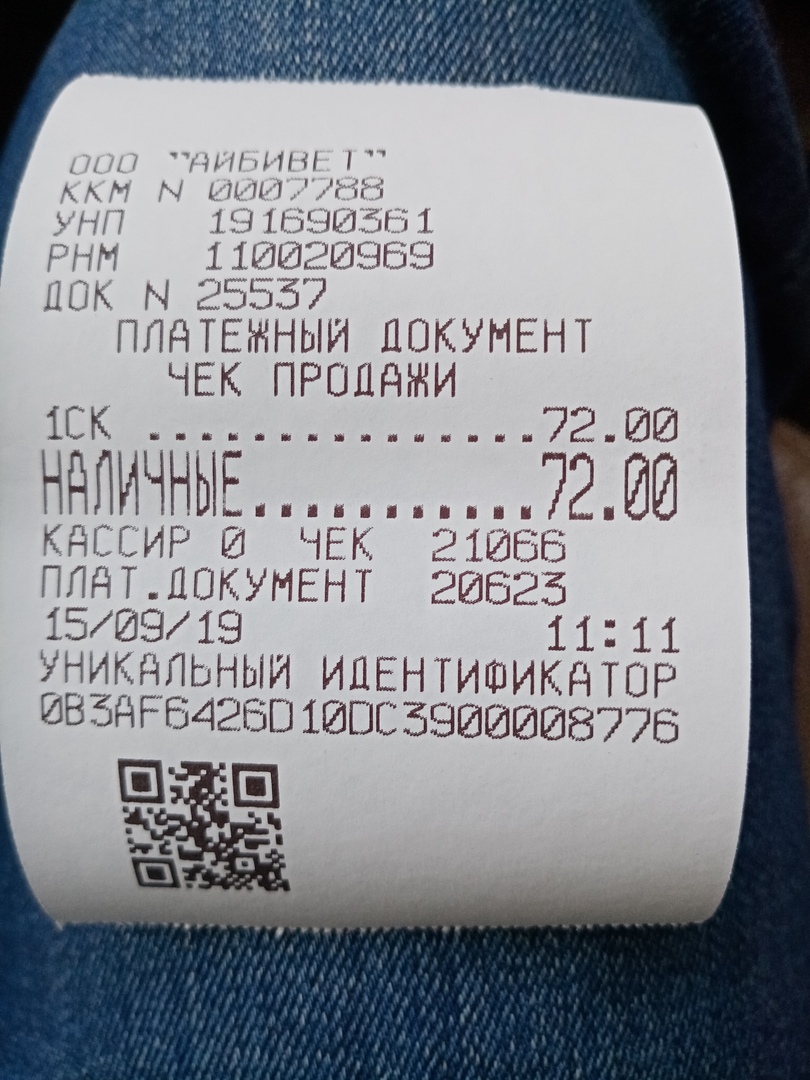 ООО "АЙБИВЕТ"
ККМ N 0007788
УНП 191690361
РНМ 110020969
ДОК N 25537
ПЛАТЕЖНЫЙ ДОКУМЕНТ
ЧЕК ПРОДАЖИ
1СК ...............72.00
НАЛИЧНЫЕ...........72.00
КАССИР 0 ЧЕК 21066
ПЛАТ.ДОКУМЕНТ 20623
15/09/19 11:11
УНИКАЛЬНЫЙ ИДЕНТИФИКАТОР
0B3AF6426D10DC3900008776